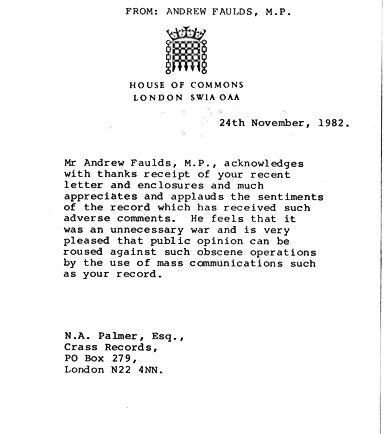 FROM: ANDREW FAULDS, M.P.
HOUSE OF COMMONS
LONDON SW1A OAA
24th November, 1982.
Mr Andrew Faulds, M.P., acknowledges
with thanks receipt of your recent
letter and enclosures and much
appreciates and applauds the sentiments
of the record which has received such
adverse comments. He feels that it
was an unnecessary war and is very
pleased that public opinion can be
roused against such obscene operations
by the use of mass communications such
as your record.
N.A. Palmer, Esq.,
Crass Records,
PO Box 279,
London N22 4NN.